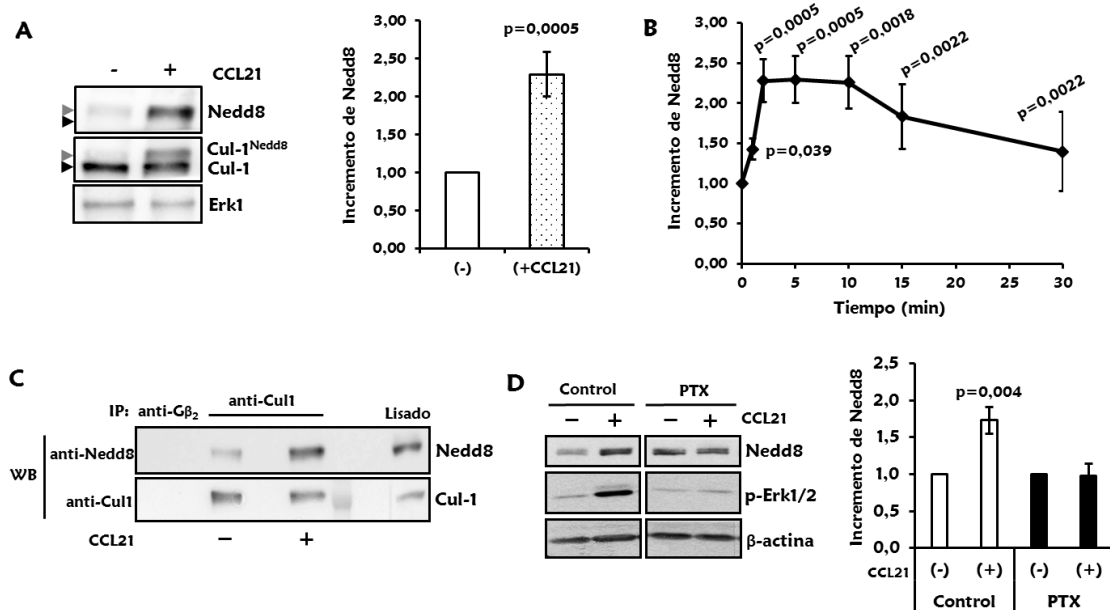 A
- + CCL21
Nedd8
Cul-1Nedd8
Cul-1
Erk1
Incremento de Nedd8
3,00
2,50
2,00
1,50
1,00
0,50
0,00
p=0,0005
(-) (+CCL21)
B
Incremento de Nedd8
3,00
2,50
2,00
1,50
1,00
0,50
0,00
p=0,039
p=0,0005
p=0,0005
p=0,0018
p=0,0022
p=0,0022
0 5 10 15 20 25 30
Tiempo (min)
C
IP: anti-Gβ2 anti-Cul1 Lisado
WB
anti-Nedd8 Nedd8
anti-Cul1 Cul-1
CCL21 − +
D
Control PTX
− + − + CCL21
Nedd8
p-Erk1/2
β-actina
Incremento de Nedd8
2,5
2,0
1,5
1,0
0,5
0,0
p=0,004
CCL21 (-) (+) (-) (+)
Control PTX